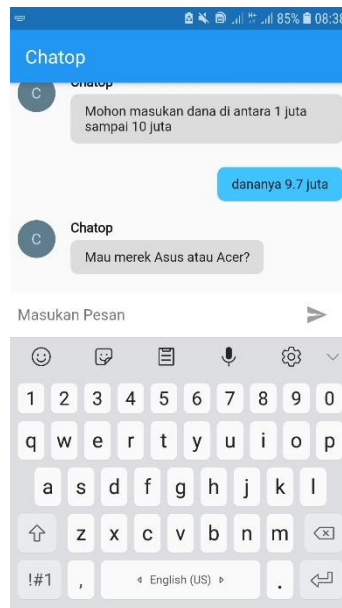 85% 08:38
Chatop
Chatop
C
Mohon masukan dana di antara 1 juta
sampai 10 juta
dananya 9.7 juta
Chatop
C
Mau merek Asus atau Acer?
Masukan Pesan
1 2 3 4 5 6 7 8 9 0
q w e r t y u i o p
a s d f g h j k l
z x c v b n m
!#1 , English (US) .